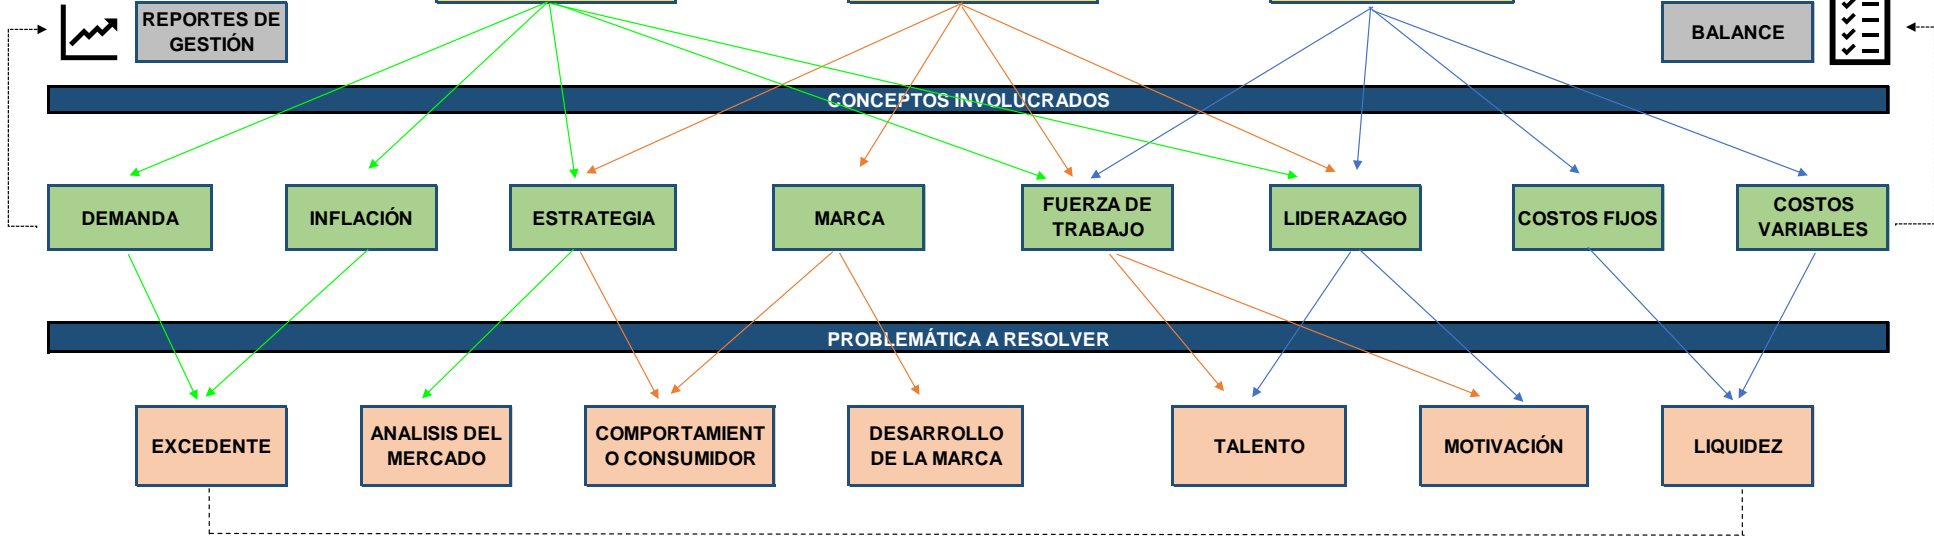 REPORTES DE
GESTIÓN
BALANCE
CONCEPTOS INVOLUCRADOS
DEMANDA
INFLACIÓN
ESTRATEGIA
MARCA
FUERZA DE
TRABAJO
LIDERAZAGO
COSTOS FIJOS
COSTOS
VARIABLES
PROBLEMÁTICA A RESOLVER
EXCEDENTE
ANALISIS DEL
MERCADO
COMPORTAMIENT
O CONSUMIDOR
DESARROLLO
DE LA MARCA
TALENTO
MOTIVACIÓN
LIQUIDEZ